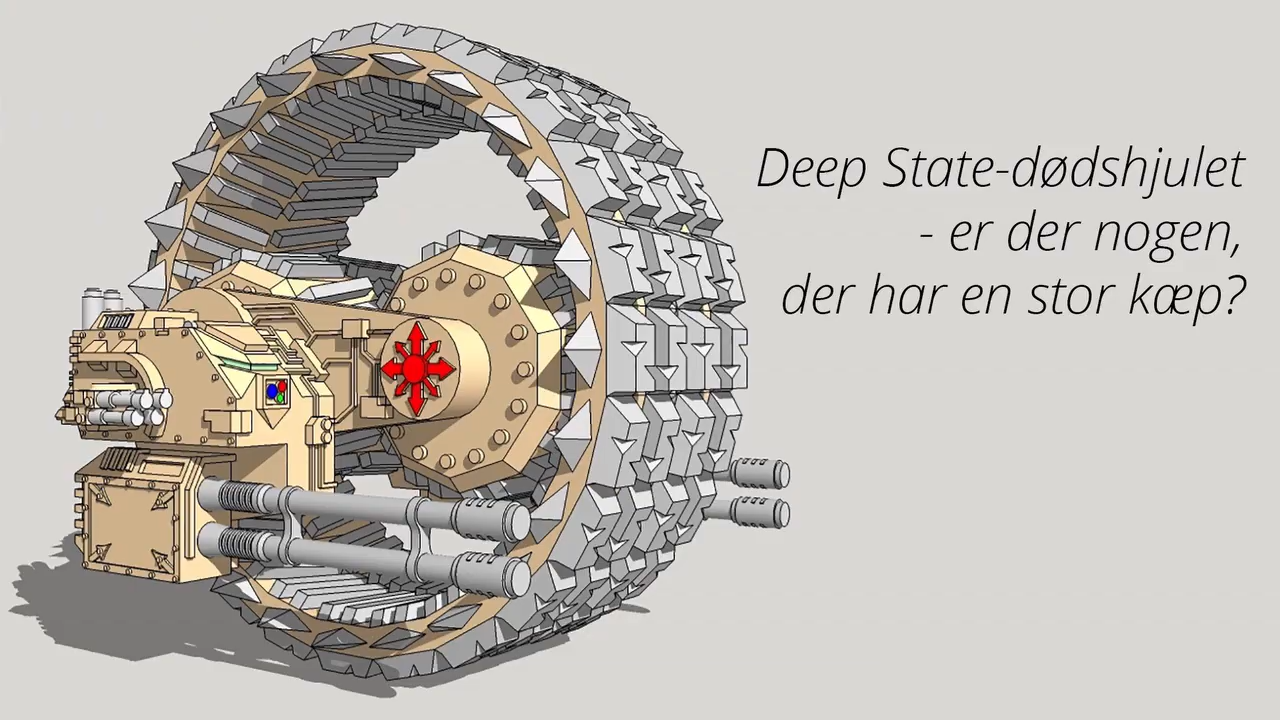 Deep State-dødshjulet
- er der nogen,
der har en stor kæp?